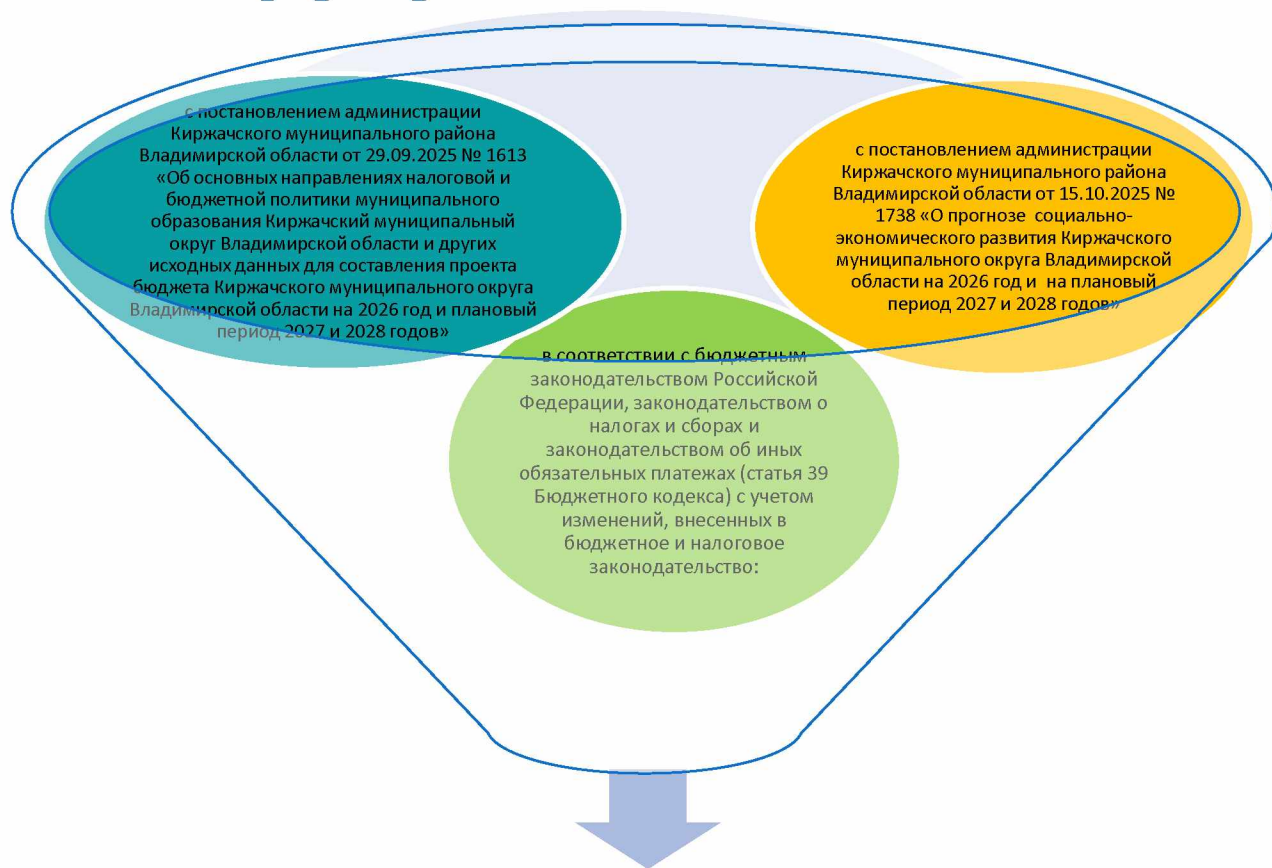 с постановлением администрации
Киржачского муниципального района
Владимирской области от 29.09.2025 № 1613
«Об основных направлениях налоговой и
бюджетной политики муниципального
образования Киржачский муниципальный
округ Владимирской области и других
исходных данных для составления проекта
бюджета Киржачского муниципального округа
Владимирской области на 2026 год и плановый
период 2027 и 2028 годов»
с постановлением администрации
Киржачского муниципального района
Владимирской области от 15.10.2025 №
1738 «О прогнозе социально-
экономического развития Киржачского
муниципального округа Владимирской
области на 2026 год и на плановый
период 2027 и 2028 годов»
в соответствии с бюджетным
законодательством Российской
Федерации, законодательством о
налогах и сборах и
законодательством об иных
обязательных платежах (статья 39
Бюджетного кодекса) с учетом
изменений, внесенных в
бюджетное и налоговое
законодательство: